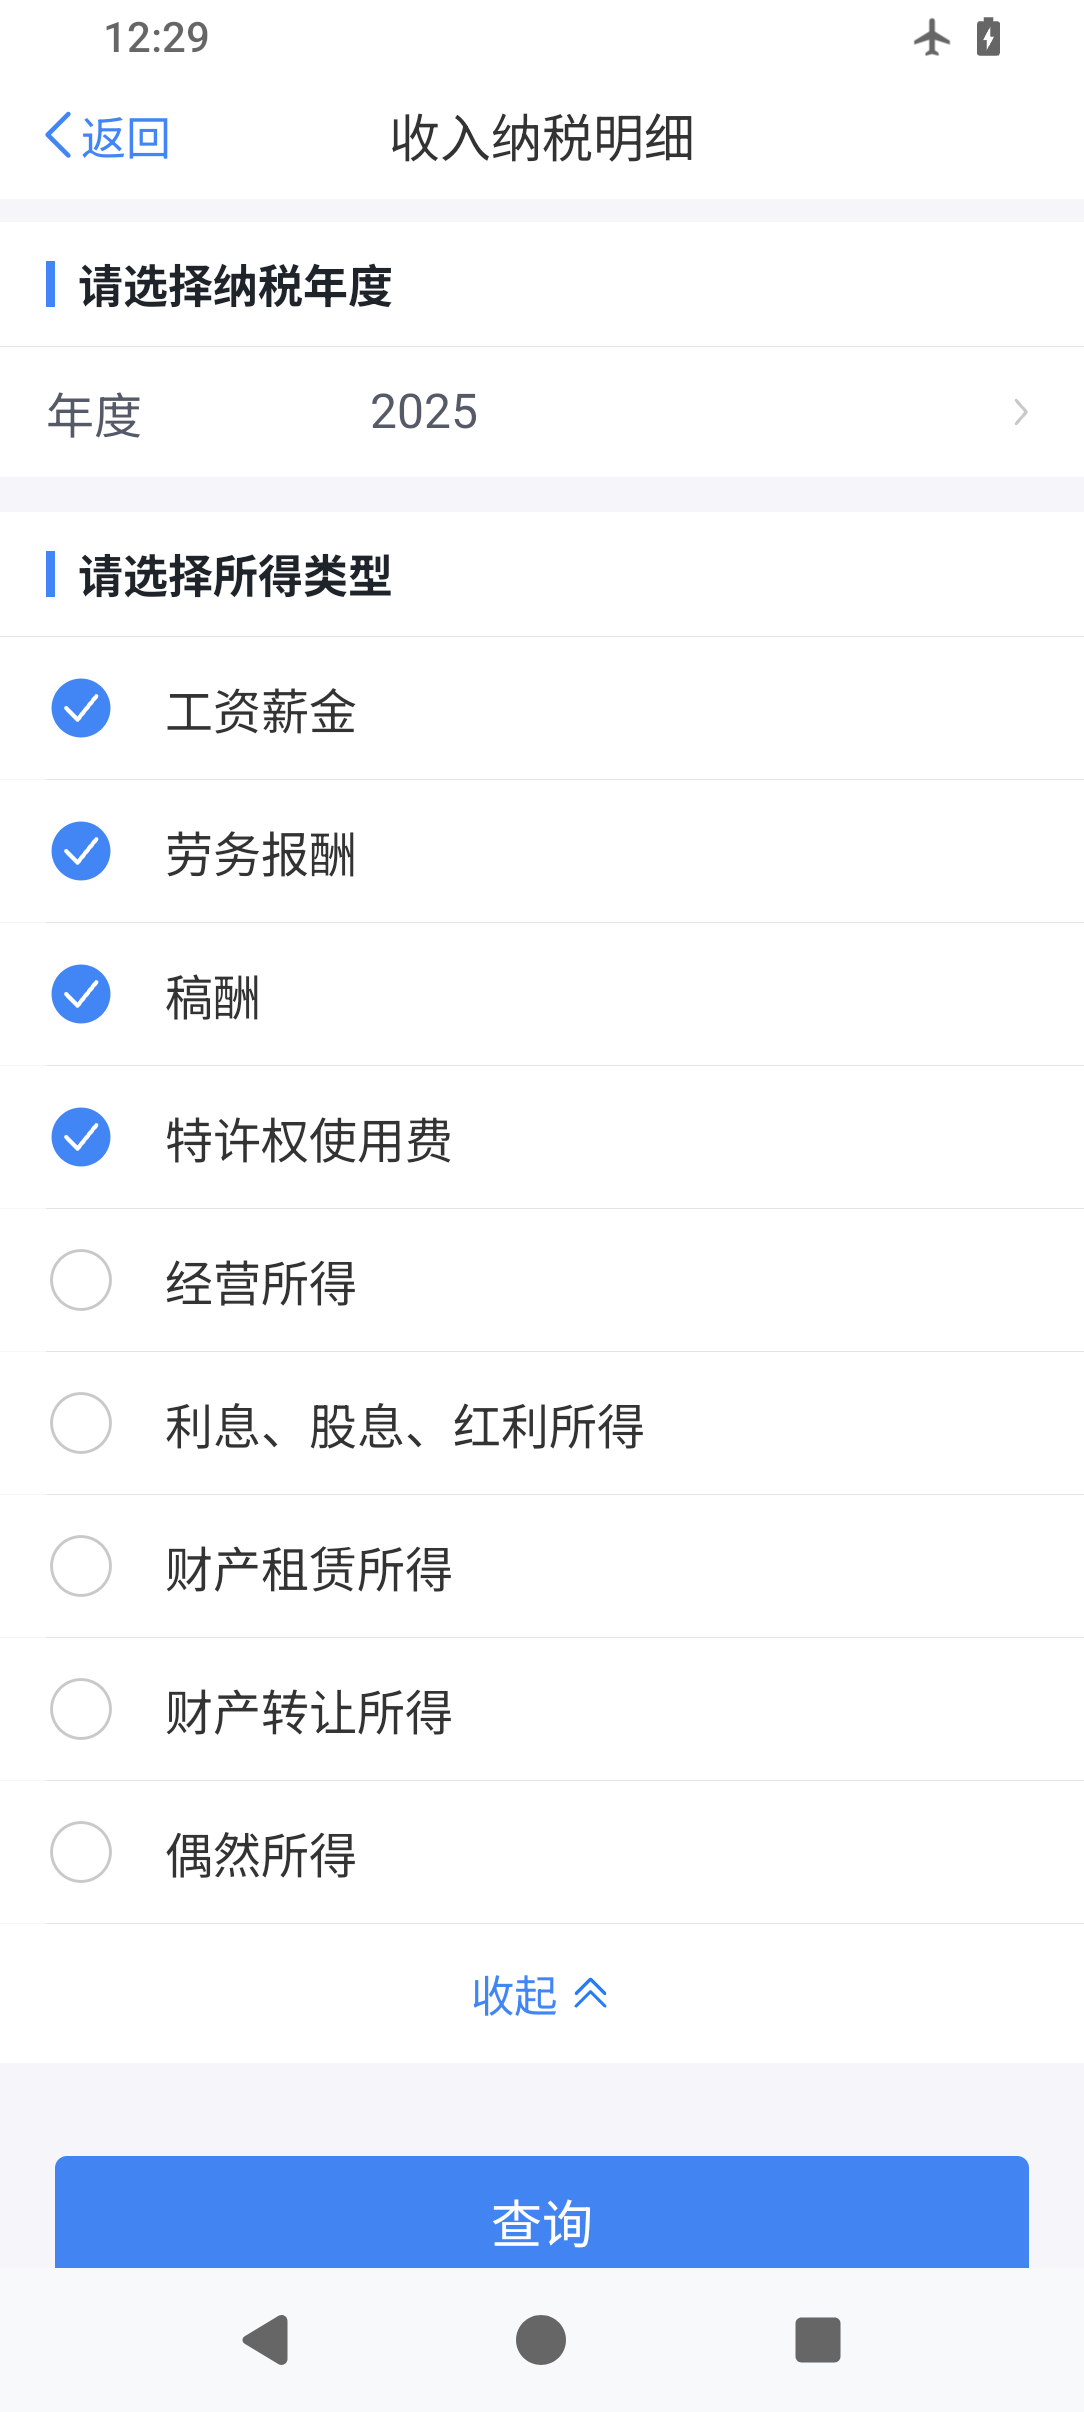 12:29
返回
收入纳税明细
请选择纳税年度
年度 2025
请选择所得类型
工资薪金
劳务报酬
稿酬
特许权使用费
经营所得
利息、股息、红利所得
财产租赁所得
财产转让所得
偶然所得
收起
查询